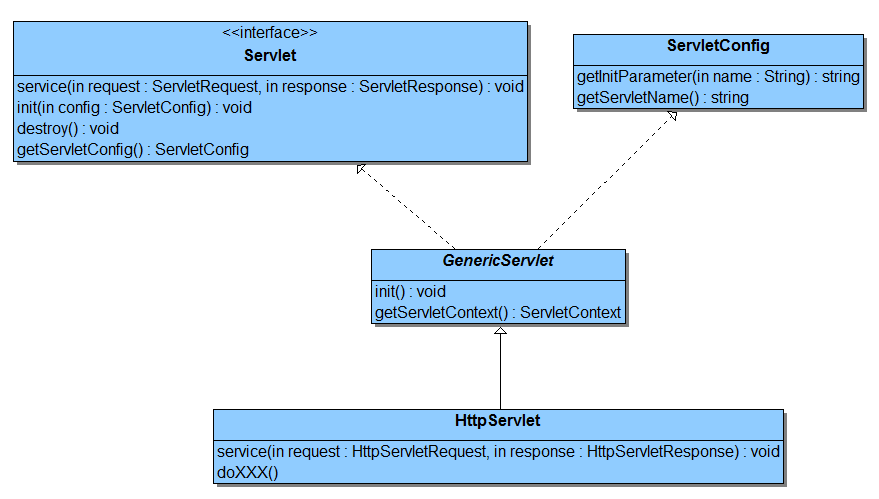 <<interface>>
Servlet
service(in request : ServletRequest, in response : ServletResponse) : void
init(in config : ServletConfig) : void
destroy() : void
getServletConfig() : ServletConfig
ServletConfig
getInitParameter(in name : String) : string
getServletName() : string
GenericServlet
init() : void
getServletContext() : ServletContext
HttpServlet
service(in request : HttpServletRequest, in response : HttpServletResponse) : void
doXXX()